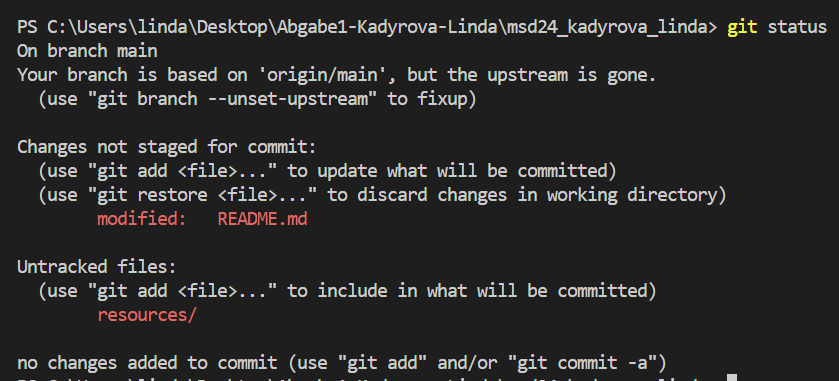 PS C:\Users\linda\Desktop\Abgabe1-Kadyrova-Linda\msd24_kadyrova_linda> git status
On branch main
Your branch is based on 'origin/main', but the upstream is gone.
  (use "git branch --unset-upstream" to fixup)

Changes not staged for commit:
  (use "git add <file>..." to update what will be committed)
  (use "git restore <file>..." to discard changes in working directory)
        modified:   README.md

Untracked files:
  (use "git add <file>..." to include in what will be committed)
        resources/

no changes added to commit (use "git add" and/or "git commit -a")